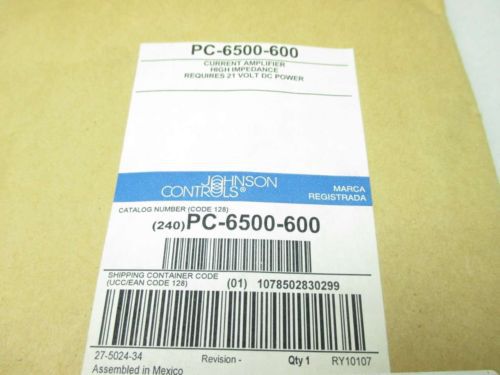 PC-6500-600
CURRENT AMPLIFIER
HIGH IMPEDANCE
REQUIRES 21 VOLT DC POWER
JOHNSON
CONTROLS®
MARCA
REGISTRADA
CATALOG NUMBER (CODE 128)
(240)PC-6500-600
SHIPPING CONTAINER CODE
(UCC/EAN CODE 128)
(01) 1078502830299
27-5024-34 Revision - Qty 1 RY10107
Assembled in Mexico